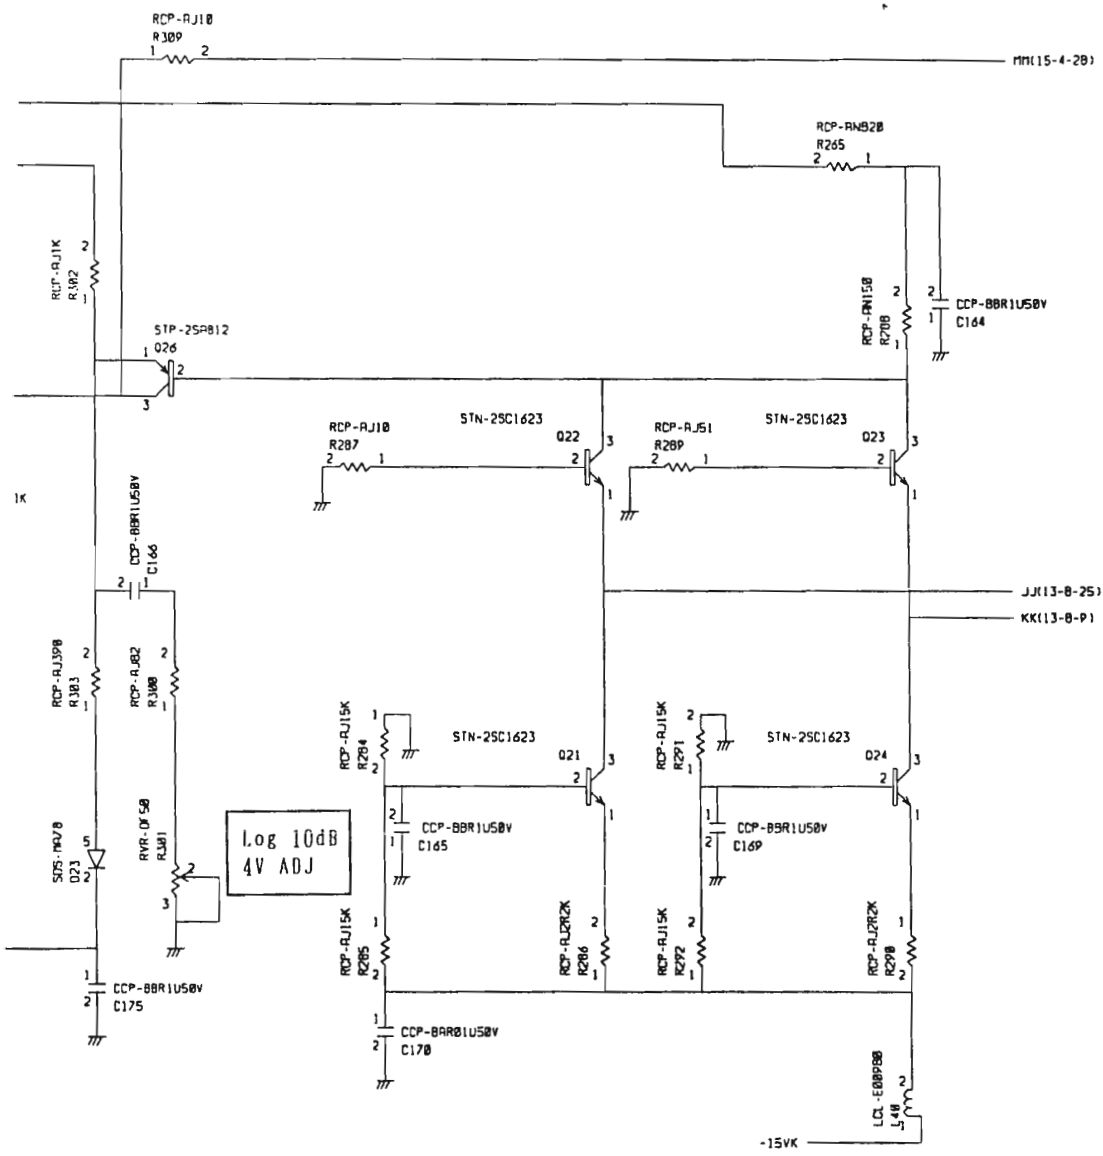 RCP-AJ10
R309
1 2
MM(15-4-28)
RCP-AN820
R265
2 1
RCP-AJ1K
R302
2
1
RCP-AN150
R288
2
1
2
1
CCP-BBR1U50V
C164
STP-2SA812
Q26
1
2
3
RCP-AJ10
R287
2 1
STN-2SC1623
Q22
3
2
1
RCP-AJ51
R289
2 1
STN-2SC1623
Q23
3
2
1
1K
CCP-BBR1U50V
C166
2 1
JJ(13-8-25)
KK(13-8-9)
RCP-AJ390
R303
2
1
RCP-AJ82
R300
2
1
RCP-AJ15K
R284
1
2
STN-2SC1623
Q21
3
2
1
RCP-AJ15K
R291
2
1
STN-2SC1623
Q24
3
2
1
2
1
CCP-BBR1U50V
C165
1
2
CCP-BBR1U50V
C169
SDS-MA78
D23
5
2
RVR-DF50
R301
2
3
Log 10dB
4V ADJ
RCP-AJ15K
R285
1
2
RCP-AJ2R2K
R286
2
1
RCP-AJ15K
R292
2
1
RCP-AJ2R2K
R290
1
2
1
2
CCP-BBR1U50V
C175
1
2
CCP-BAR01U50V
C170
LCL-E00980
L40
2
1
-15VK